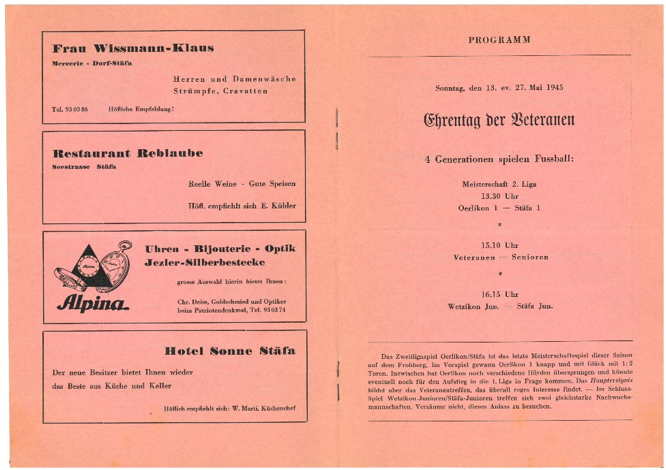 Frau Wissmann-Klaus
Mercerie - Dorf-Stäfa
Herren und Damenwäsche
Strümpfe, Cravatten
Tel. 93 03 86 Höfliche Empfehlung!
Restaurant Reblaube
Seestrasse Stäfa
Reelle Weine - Gute Speisen
Höfl. empfiehlt sich E. Kübler
Uhren - Bijouterie - Optik
Jezler-Silberbestecke
grosse Auswahl hierin bietet Ihnen:
Chr. Deiss, Goldschmied und Optiker
beim Patriotendenkmal, Tel. 93 02 74
Alpina
Hotel Sonne Stäfa
Der neue Besitzer bietet Ihnen wieder
das Beste aus Küche und Keller
Höflich empfiehlt sich: W. Marti, Küchenchef
PROGRAMM
Sonntag, den 13. ev. 27. Mai 1945
Ehrentag der Veteranen
4 Generationen spielen Fussball:
Meisterschaft 2. Liga
13.30 Uhr
Oerlikon 1 — Stäfa 1
*
15.10 Uhr
Veteranen — Senioren
*
16.15 Uhr
Wetzikon Jun. — Stäfa Jun.
Das Zweitligspiel Oerlikon/Stäfa ist das letzte Meisterschaftsspiel dieser Saison
auf dem Frohberg. Im Vorspiel gewann Oerlikon 1 knapp und mit Glück mit 1:2
Toren. Inzwischen hat Oerlikon noch verschiedene Hürden übersprungen und könnte
eventuell noch für den Aufstieg in die 1. Liga in Frage kommen. Das Hauptereignis
bildet aber das Veteranentreffen, das überall reges Interesse findet. — Im Schluss-
Spiel Wetzikon-Junioren/Stäfa-Junioren treffen sich zwei gleichstarke Nachwuchs-
mannschaften. Versäume nicht, diesen Anlass zu besuchen.